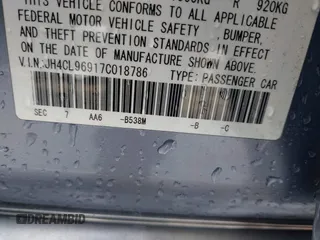 R 920KG
THIS VEHICLE CONFORMS TO ALL APPLICABLE
FEDERAL MOTOR VEHICLE SAFETY BUMPER,
AND THEFT PREVENTION STANDARDS IN EFFECT
ON THE DATE OF MANUFACTURE SHOWN ABOVE.
V.I.N:JH4CL96917C018786 TYPE:PASSENGER CAR
SEC 7 AA6 -B538M -B -C
DREAMBID